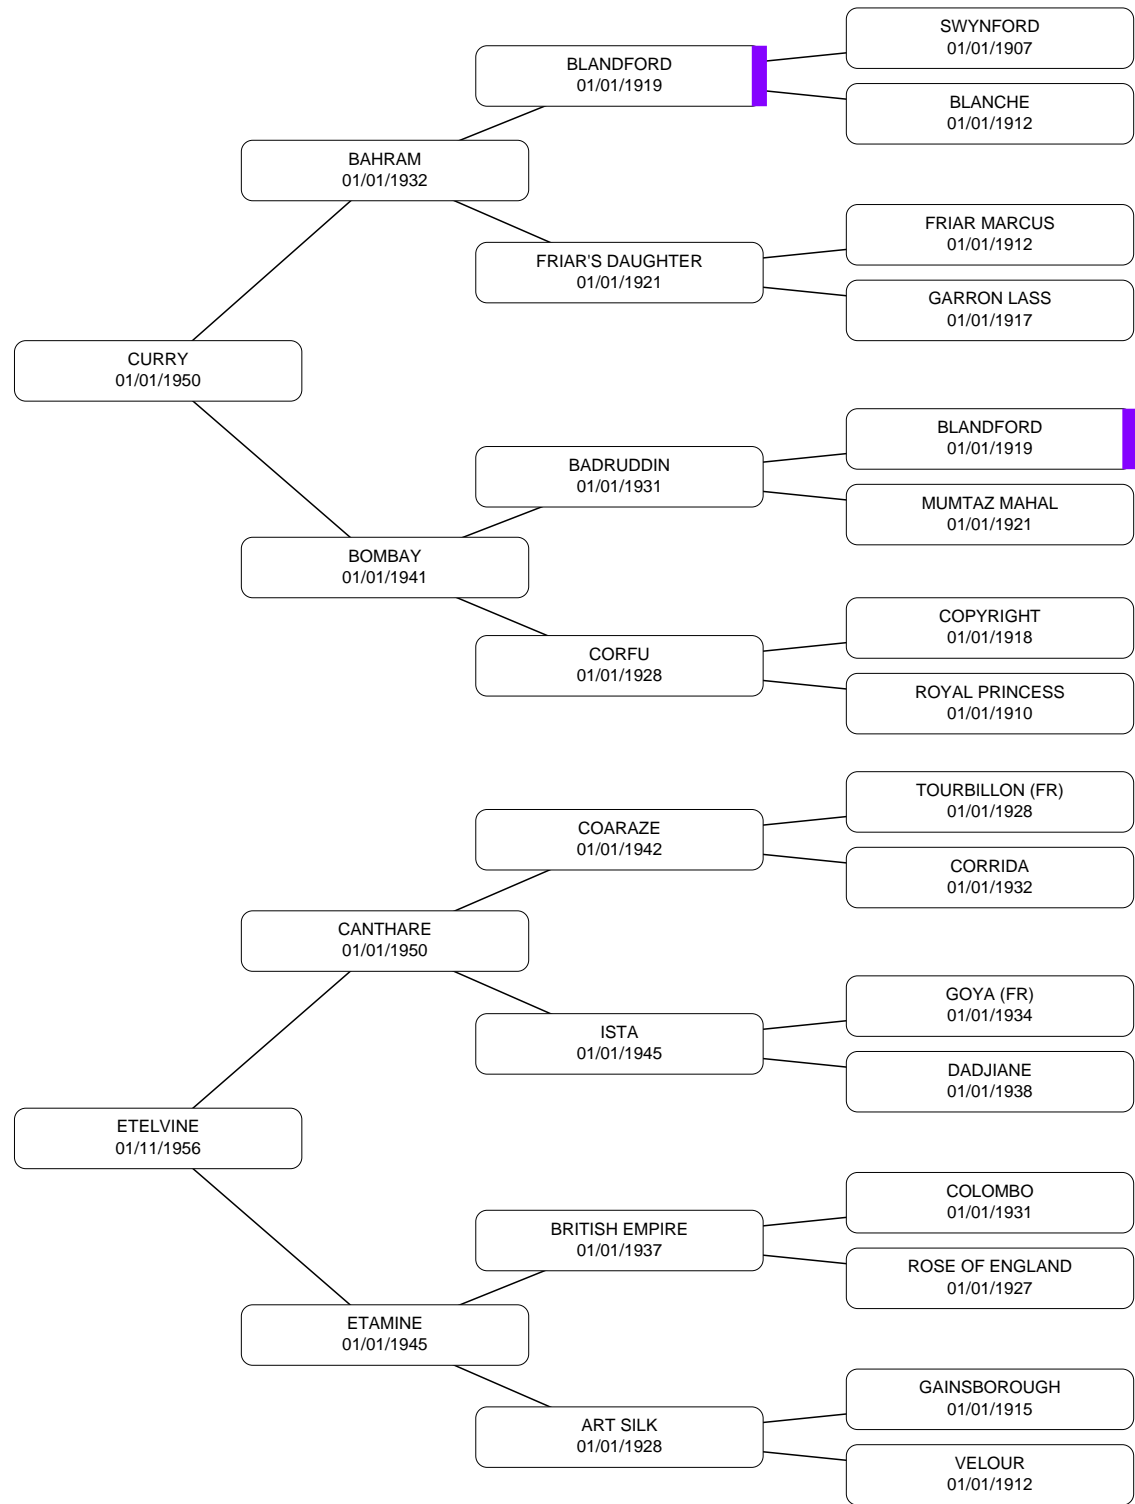 SWYNFORD
01/01/1907
BLANDFORD
01/01/1919
BLANCHE
01/01/1912
BAHRAM
01/01/1932
FRIAR MARCUS
01/01/1912
FRIAR'S DAUGHTER
01/01/1921
GARRON LASS
01/01/1917
CURRY
01/01/1950
BLANDFORD
01/01/1919
BADRUDDIN
01/01/1931
MUMTAZ MAHAL
01/01/1921
BOMBAY
01/01/1941
COPYRIGHT
01/01/1918
CORFU
01/01/1928
ROYAL PRINCESS
01/01/1910
TOURBILLON (FR)
01/01/1928
COARAZE
01/01/1942
CORRIDA
01/01/1932
CANTHARE
01/01/1950
GOYA (FR)
01/01/1934
ISTA
01/01/1945
DADJIANE
01/01/1938
ETELVINE
01/11/1956
COLOMBO
01/01/1931
BRITISH EMPIRE
01/01/1937
ROSE OF ENGLAND
01/01/1927
ETAMINE
01/01/1945
GAINSBOROUGH
01/01/1915
ART SILK
01/01/1928
VELOUR
01/01/1912